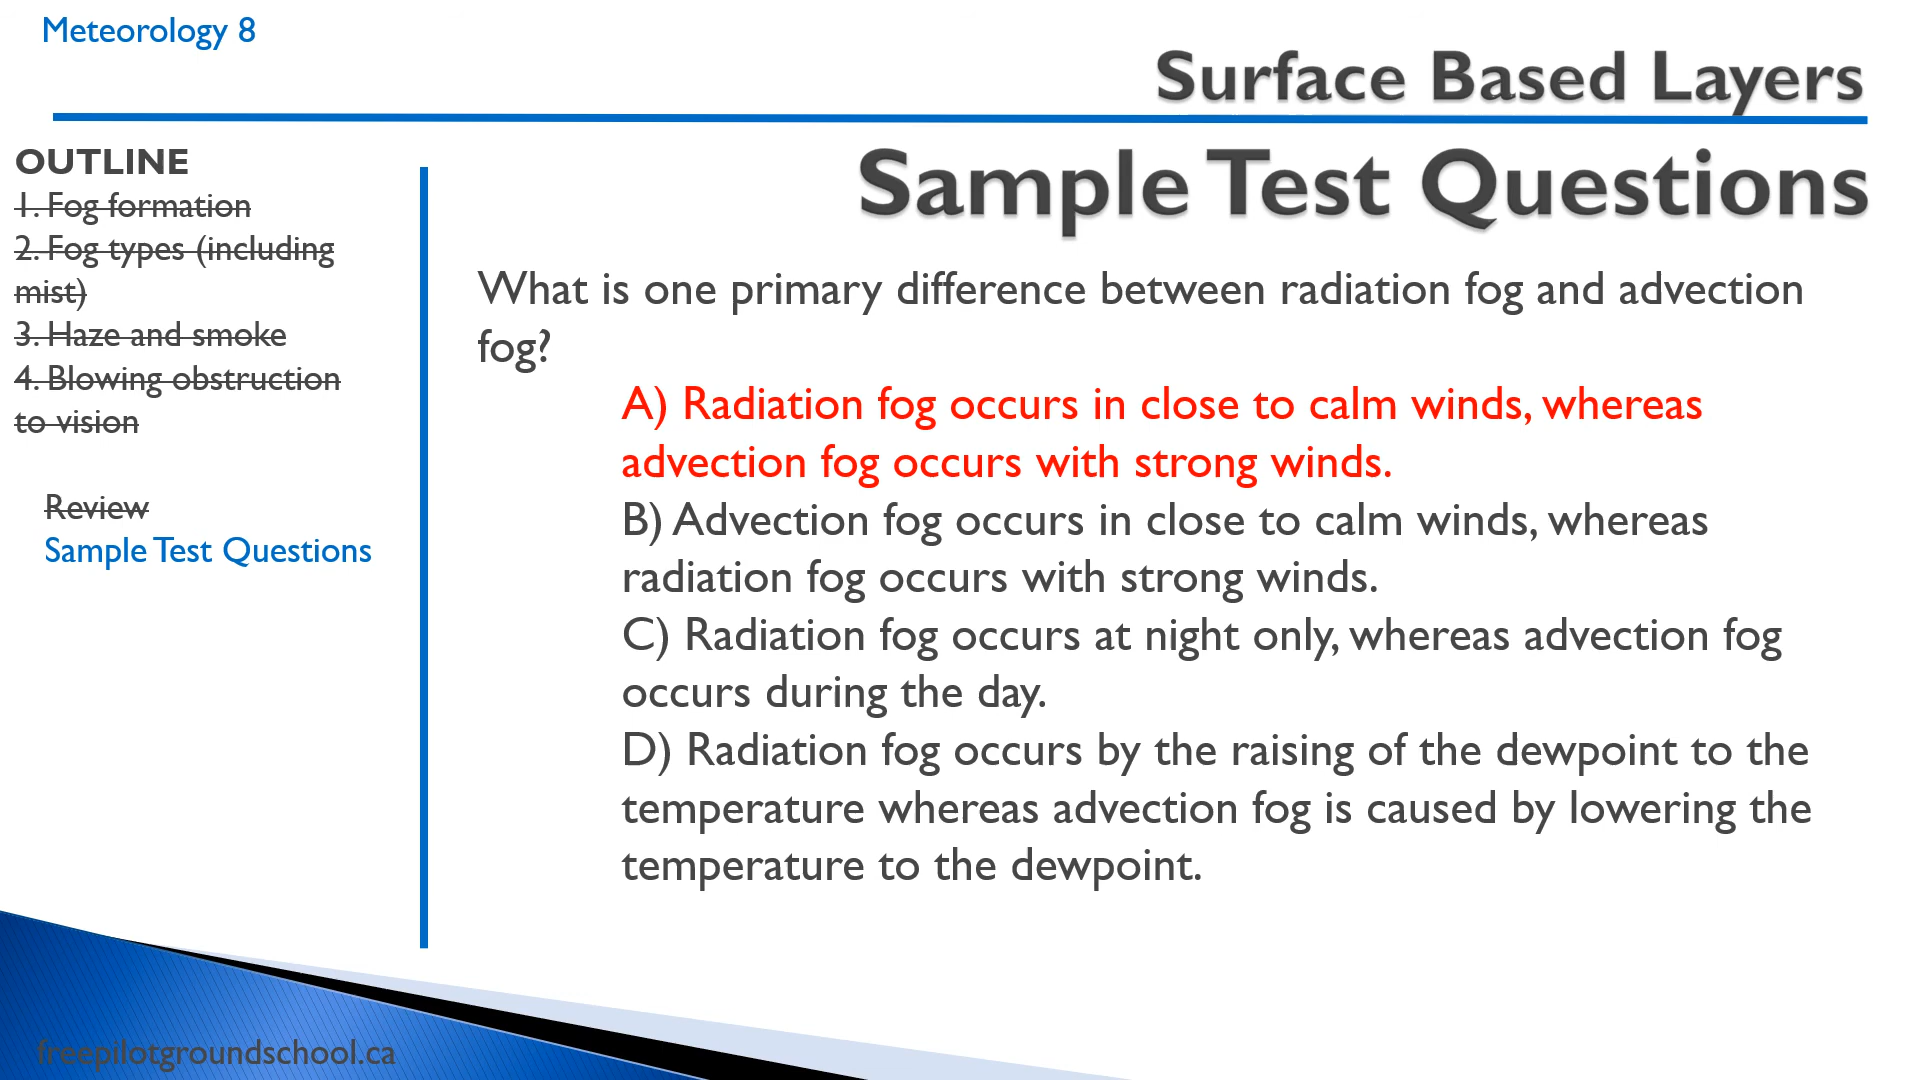 Meteorology 8
Surface Based Layers
OUTLINE
1. Fog formation
2. Fog types (including
mist)
3. Haze and smoke
4. Blowing obstruction
to vision
Review
Sample Test Questions
Sample Test Questions
What is one primary difference between radiation fog and advection
fog?
A) Radiation fog occurs in close to calm winds, whereas
advection fog occurs with strong winds.
B) Advection fog occurs in close to calm winds, whereas
radiation fog occurs with strong winds.
C) Radiation fog occurs at night only, whereas advection fog
occurs during the day.
D) Radiation fog occurs by the raising of the dewpoint to the
temperature whereas advection fog is caused by lowering the
temperature to the dewpoint.
freepilotgroundschool.ca